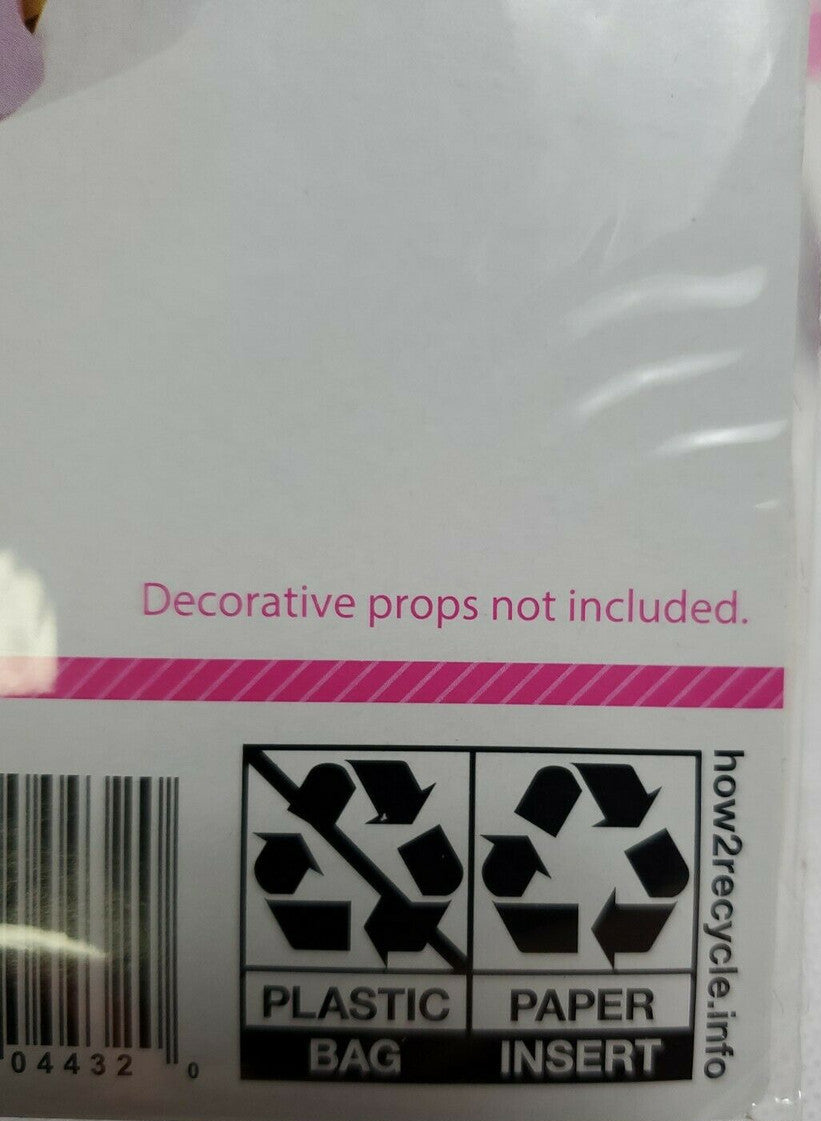 Decorative props not included.
how2recycle.info
PLASTIC PAPER
BAG INSERT
04432 0